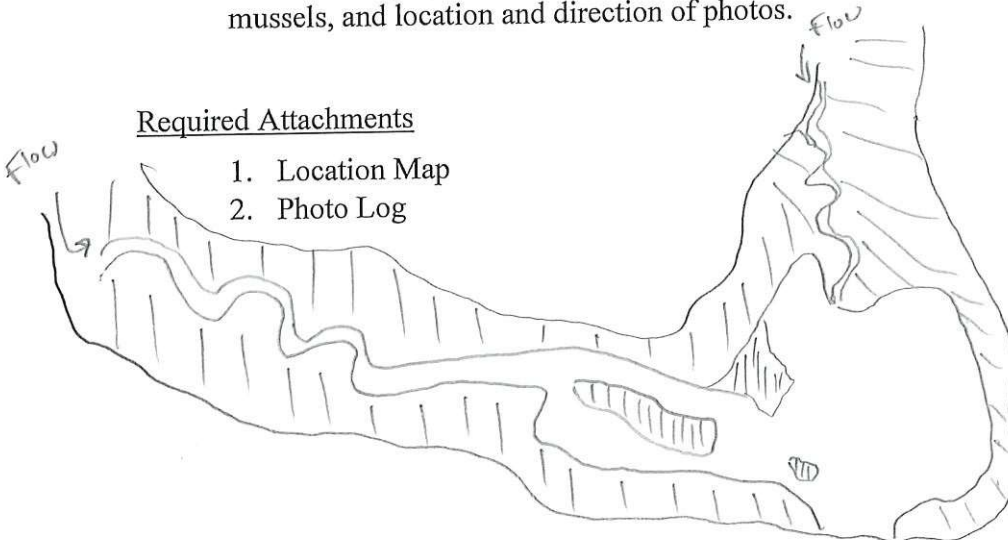 mussels, and location and direction of photos.
Flow
Required Attachments
Flow
1. Location Map
2. Photo Log